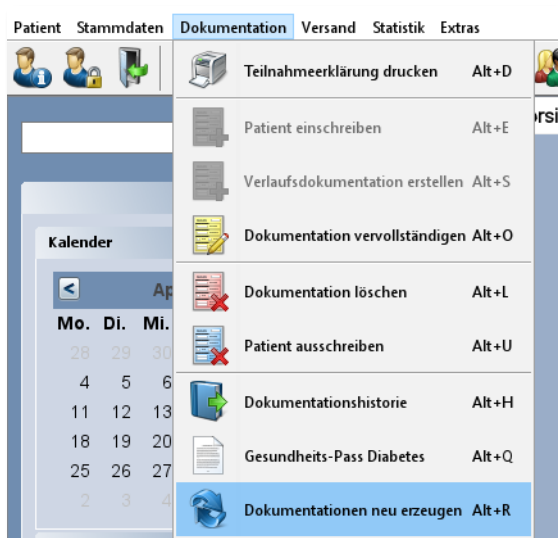 Patient Stammdaten Dokumentation Versand Statistik Extras
Teilnahmeerklärung drucken Alt+D
Patient einschreiben Alt+E
Verlaufsdokumentation erstellen Alt+S
Dokumentation vervollständigen Alt+O
Kalender
Dokumentation löschen Alt+L
<
Mo. Di. Mi.
28 29 30
Patient ausschreiben Alt+U
4 5 6
11 12 13
Dokumentationshistorie Alt+H
18 19 20
25 26 27
Gesundheits-Pass Diabetes Alt+Q
2 3 4
Dokumentationen neu erzeugen Alt+R